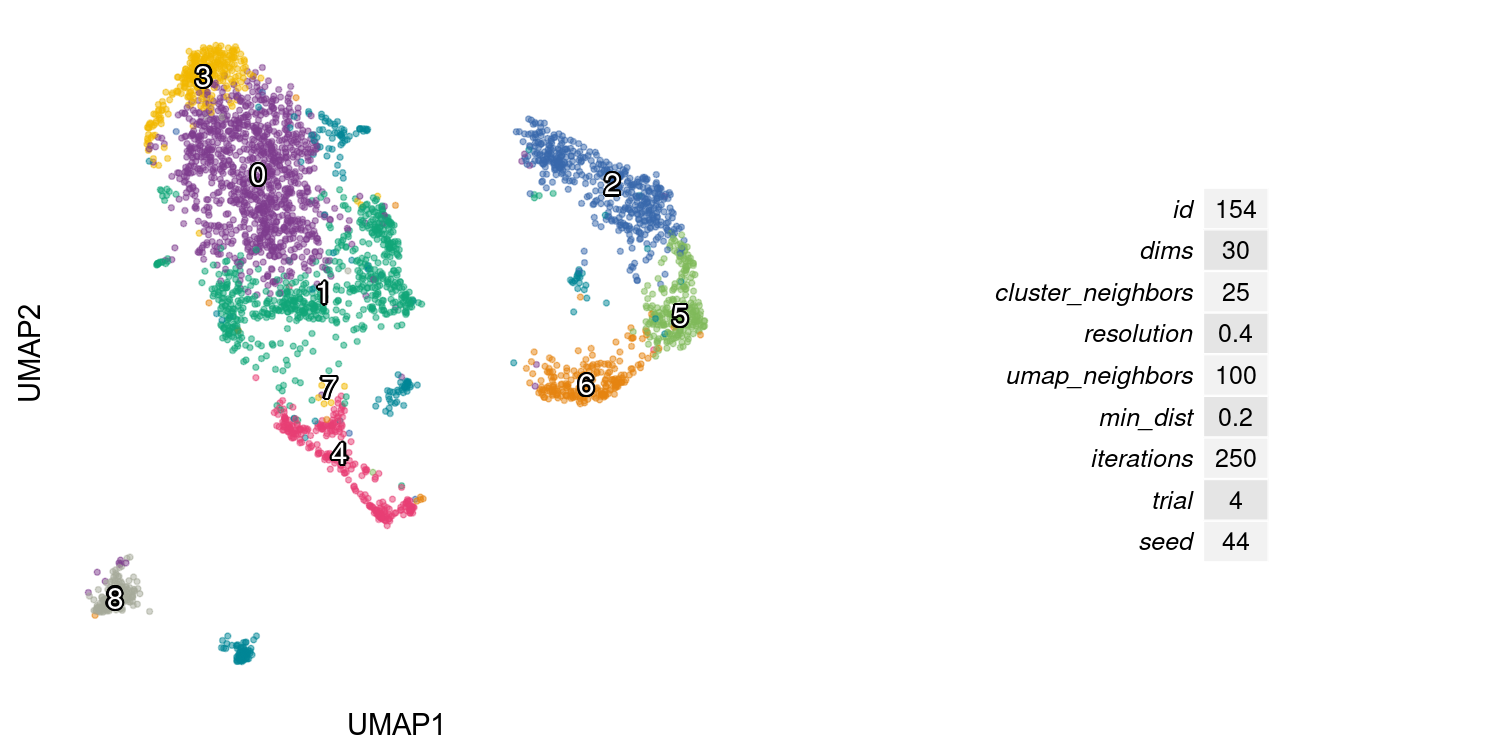 3
0
2
1
5
7
6
4
8
UMAP2
UMAP1
id 154
dims 30
cluster_neighbors 25
resolution 0.4
umap_neighbors 100
min_dist 0.2
iterations 250
trial 4
seed 44